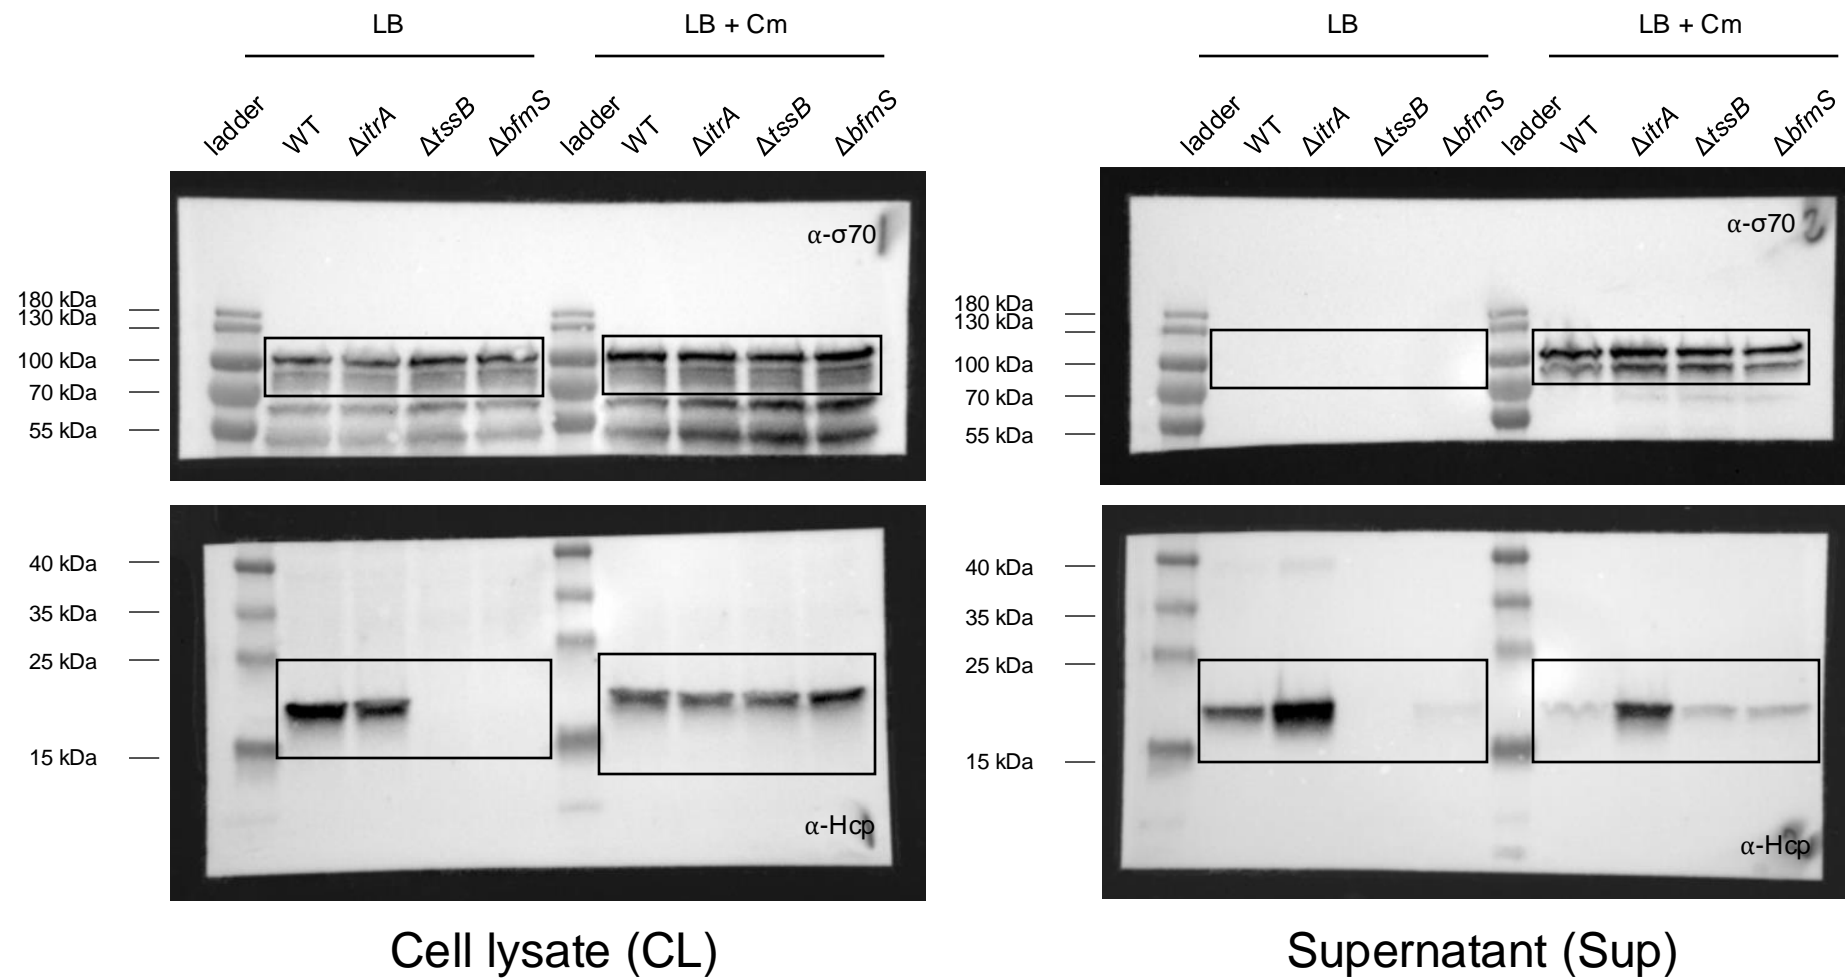 LB LB + Cm LB LB + Cm
ladder WT ΔitrA ΔtssB ΔbfmS ladder WT ΔitrA ΔtssB ΔbfmS ladder WT ΔitrA ΔtssB ΔbfmS ladder WT ΔitrA ΔtssB ΔbfmS
α-σ70
180 kDa
130 kDa
100 kDa
70 kDa
55 kDa
α-σ70 2
180 kDa
130 kDa
100 kDa
70 kDa
55 kDa
40 kDa
35 kDa
25 kDa
15 kDa
α-Hcp
40 kDa
35 kDa
25 kDa
15 kDa
α-Hcp
Cell lysate (CL) Supernatant (Sup)